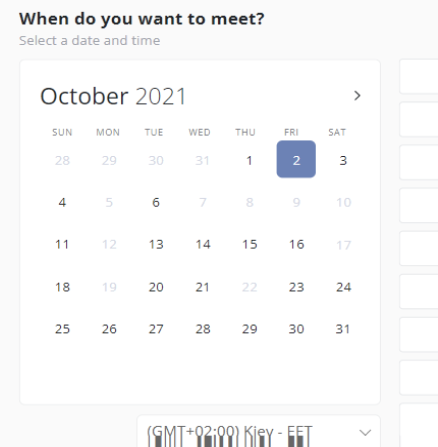 When do you want to meet?
Select a date and time
October 2021
SUN MON TUE WED THU FRI SAT
28 29 30 31 1 2 3
4 5 6 7 8 9 10
11 12 13 14 15 16 17
18 19 20 21 22 23 24
25 26 27 28 29 30 31
(GMT+02:00) Kiev - EET